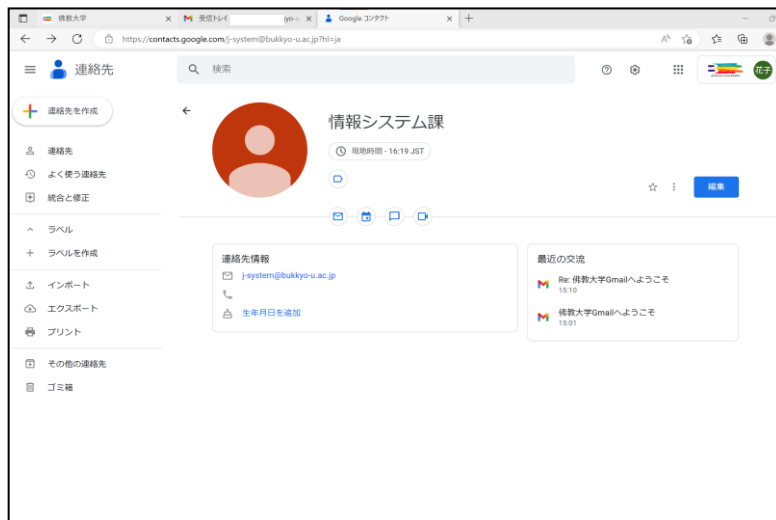 佛教大学
受信トレイ
Google コンタクト
https://contacts.google.com/j-system@bukkyo-u.ac.jp?hl=ja
連絡先
検索
花子
連絡先を作成
情報システム課
現地時間 - 16:19 JST
連絡先
よく使う連絡先
統合と修正
編集
ラベル
ラベルを作成
連絡先情報
j-system@bukkyo-u.ac.jp
生年月日を追加
最近の交流
Re: 佛教大学Gmailへようこそ
15:10
佛教大学Gmailへようこそ
15:01
インポート
エクスポート
プリント
その他の連絡先
ゴミ箱